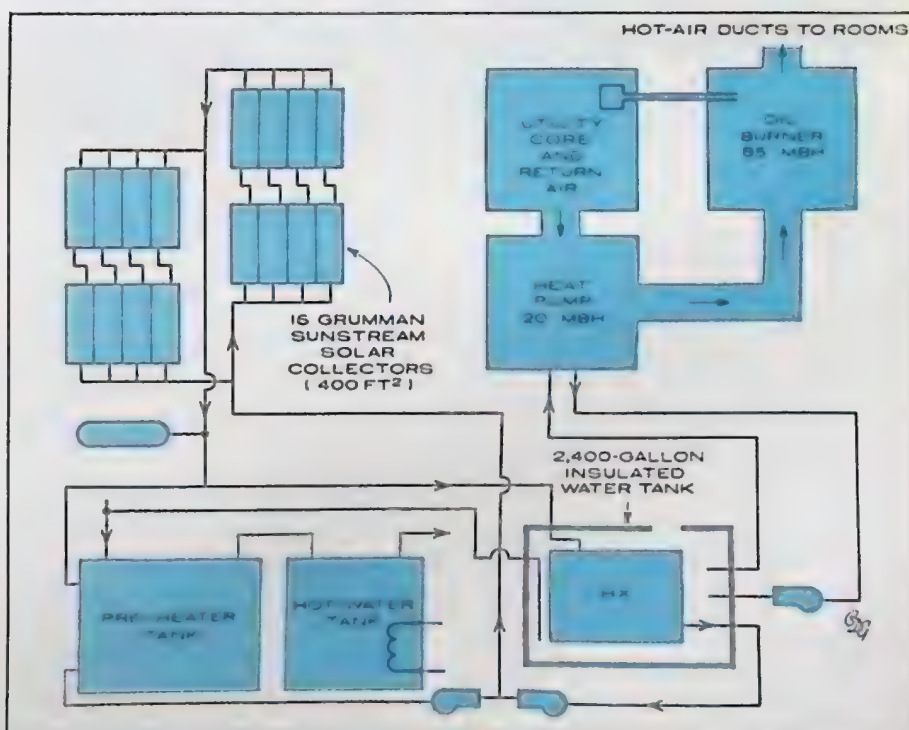 HOT-AIR DUCTS TO ROOMS
UTILITY
CORE
AND
RETURN
AIR
OIL
BURNER
85 MBH
HEAT
PUMP
20 MBH
16 GRUMMAN
SUNSTREAM
SOLAR
COLLECTORS
(400 FT²)
2,400-GALLON
INSULATED
WATER TANK
PRE-HEATER
TANK
HOT WATER
TANK
HX